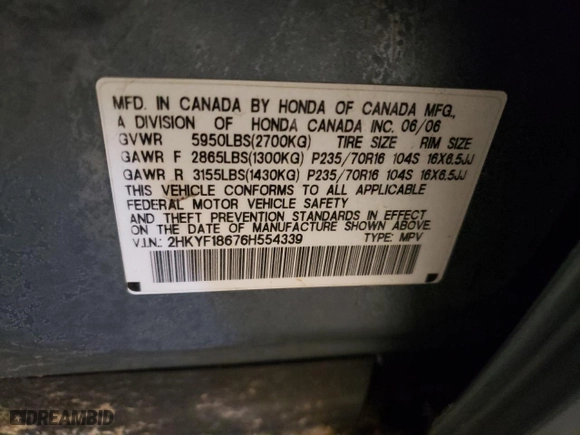 MFD. IN CANADA BY HONDA OF CANADA MFG.,
A DIVISION OF HONDA CANADA INC. 06/06
GVWR 5950LBS(2700KG) TIRE SIZE RIM SIZE
GAWR F 2865LBS(1300KG) P235/70R16 104S 16X6.5JJ
GAWR R 3155LBS(1430KG) P235/70R16 104S 16X6.5JJ
THIS VEHICLE CONFORMS TO ALL APPLICABLE
FEDERAL MOTOR VEHICLE SAFETY
AND THEFT PREVENTION STANDARDS IN EFFECT
ON THE DATE OF MANUFACTURE SHOWN ABOVE.
V.I.N.: 2HKYF18676H554339 TYPE: MPV
DREAMBID